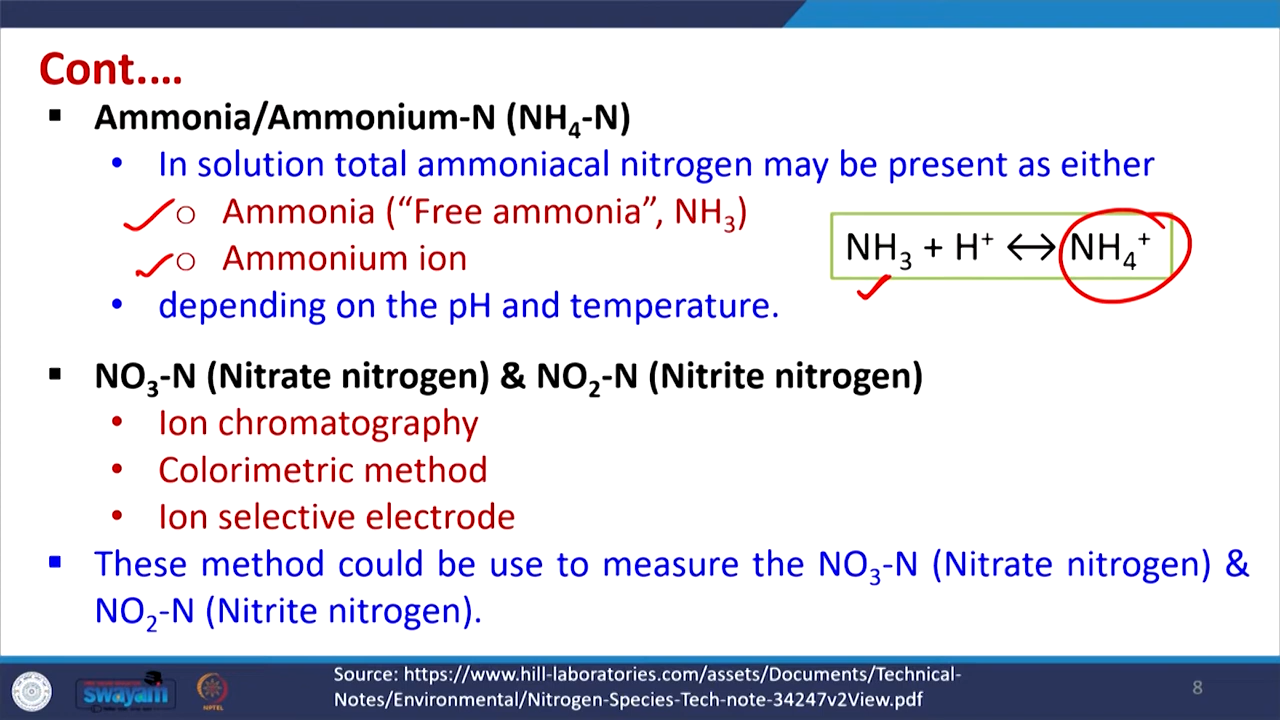 Cont.…
▪ Ammonia/Ammonium-N (NH₄-N)
• In solution total ammoniacal nitrogen may be present as either
○ Ammonia (“Free ammonia”, NH₃)
○ Ammonium ion
NH₃ + H⁺ ↔ NH₄⁺
• depending on the pH and temperature.
▪ NO₃-N (Nitrate nitrogen) & NO₂-N (Nitrite nitrogen)
• Ion chromatography
• Colorimetric method
• Ion selective electrode
▪ These method could be use to measure the NO₃-N (Nitrate nitrogen) &
NO₂-N (Nitrite nitrogen).
Source: https://www.hill-laboratories.com/assets/Documents/Technical-
Notes/Environmental/Nitrogen-Species-Tech-note-34247v2View.pdf
8
swayam
NPTEL